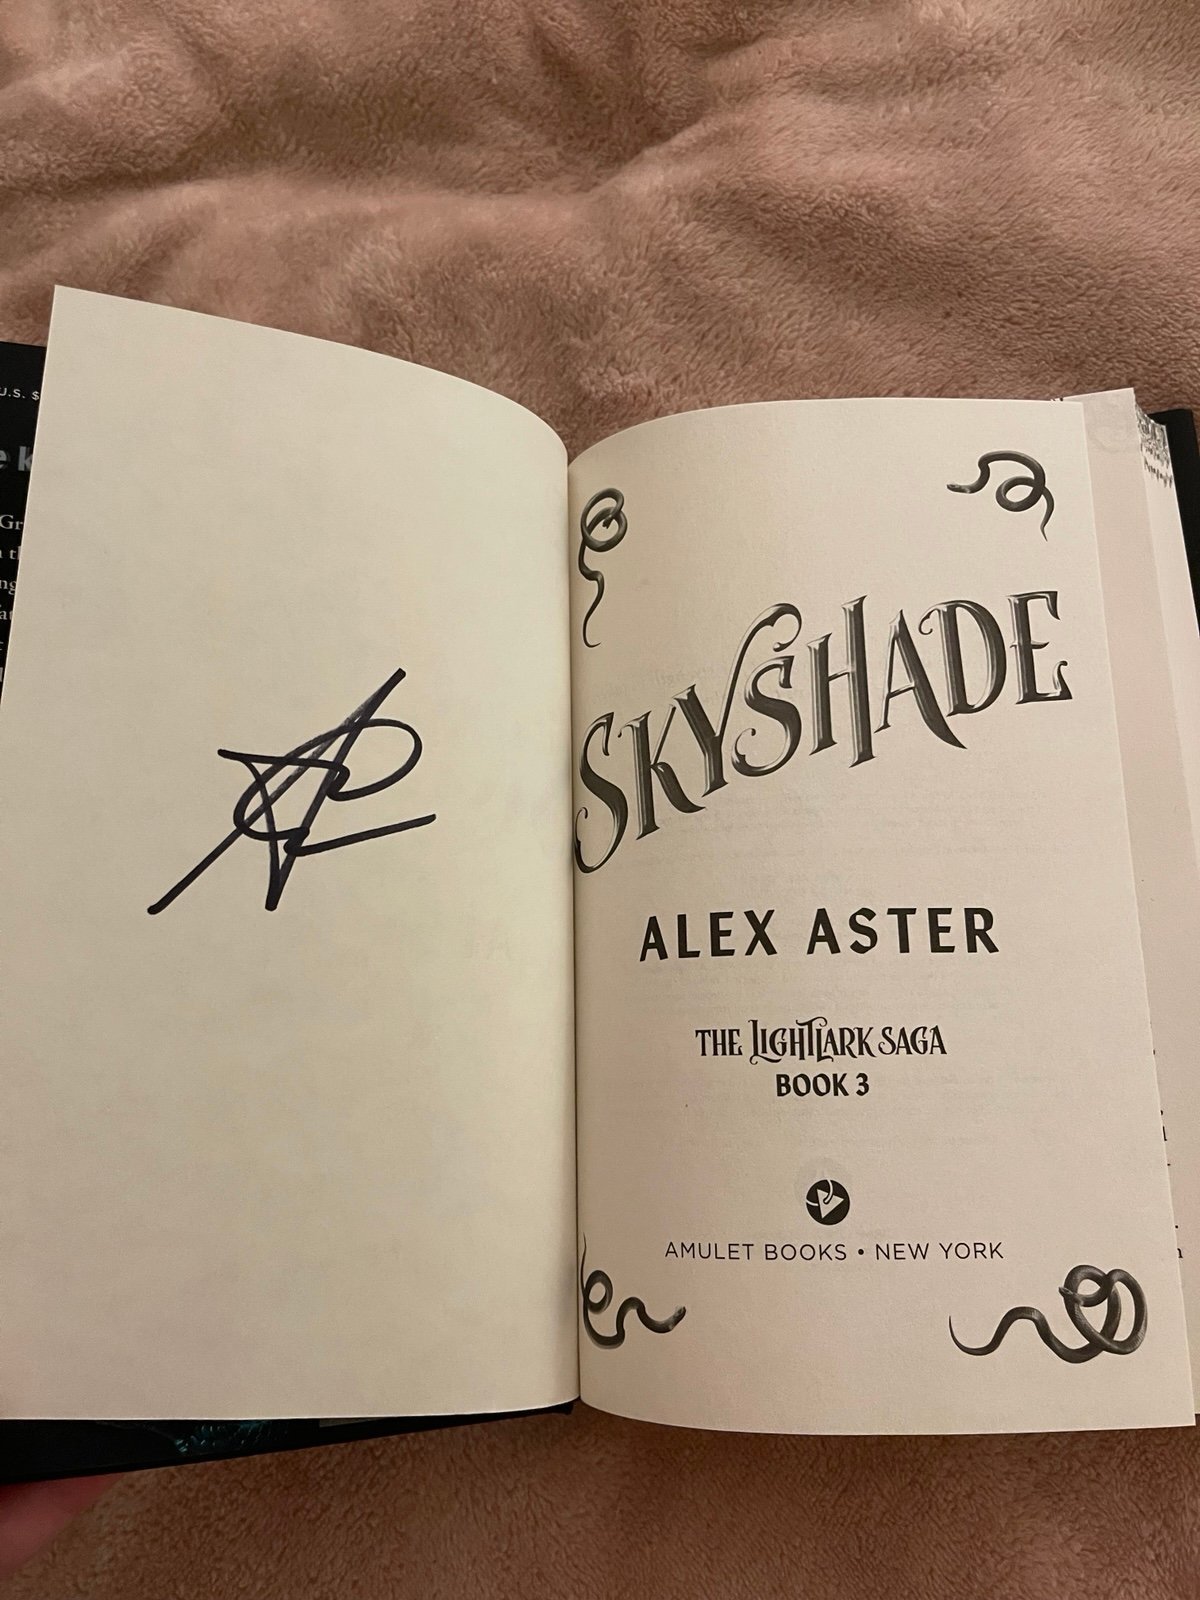 U.S. $
SKYSHADE
ALEX ASTER
THE LIGHTLARK SAGA
BOOK 3
AMULET BOOKS • NEW YORK